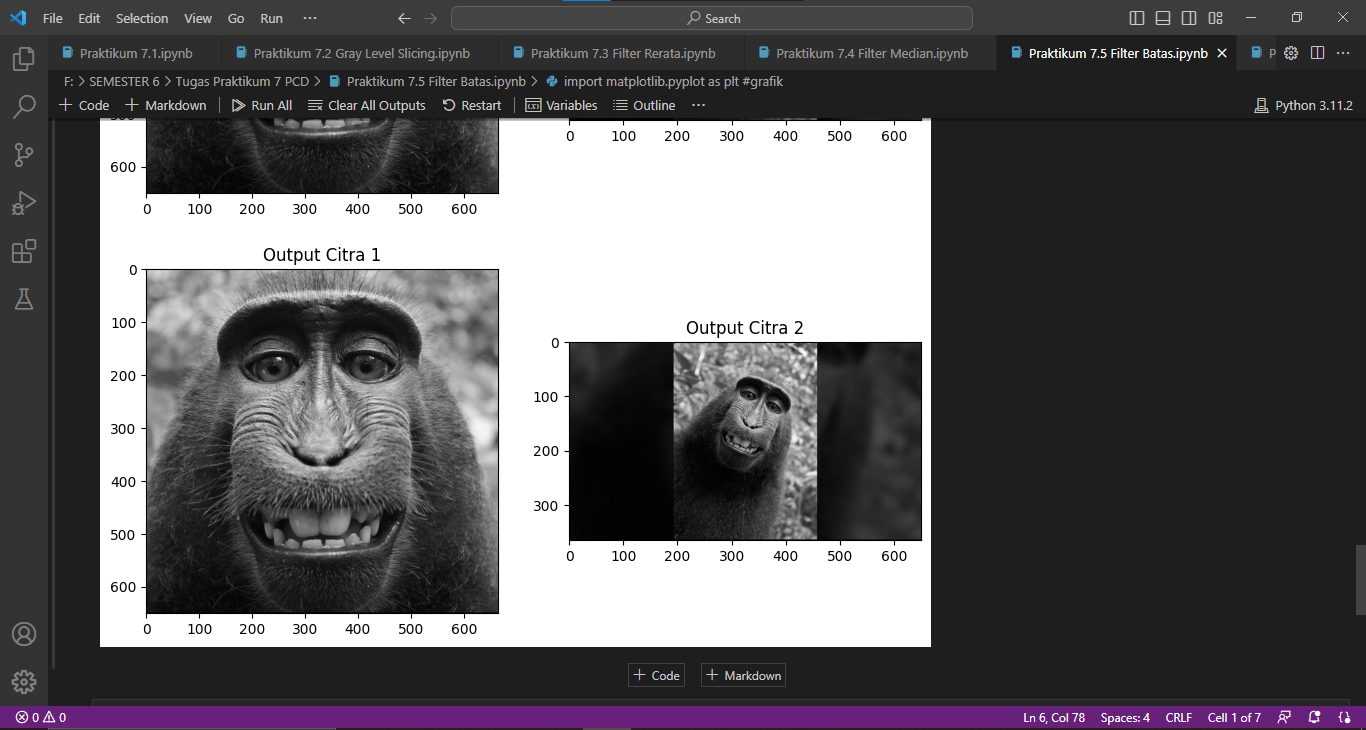 File Edit Selection View Go Run ··· Search
Praktikum 7.1.ipynb Praktikum 7.2 Gray Level Slicing.ipynb Praktikum 7.3 Filter Rerata.ipynb Praktikum 7.4 Filter Median.ipynb Praktikum 7.5 Filter Batas.ipynb P ···
F: > SEMESTER 6 > Tugas Praktikum 7 PCD > Praktikum 7.5 Filter Batas.ipynb > import matplotlib.pyplot as plt #grafik
+ Code + Markdown Run All Clear All Outputs Restart Variables Outline ··· Python 3.11.2
600
0 100 200 300 400 500 600
0 100 200 300 400 500 600
Output Citra 1
0
100
200
300
400
500
600
0 100 200 300 400 500 600
Output Citra 2
0
100
200
300
0 100 200 300 400 500 600
+ Code + Markdown
0 0 Ln 6, Col 78 Spaces: 4 CRLF Cell 1 of 7